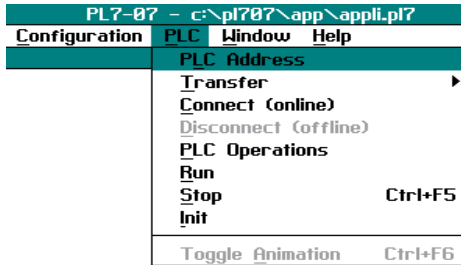 PL7-07 - c:\pl707\app\appli.pl7
Configuration PLC Window Help
PLC Address
Transfer
Connect (online)
Disconnect (offline)
PLC Operations
Run
Stop Ctrl+F5
Init
Toggle Animation Ctrl+F6